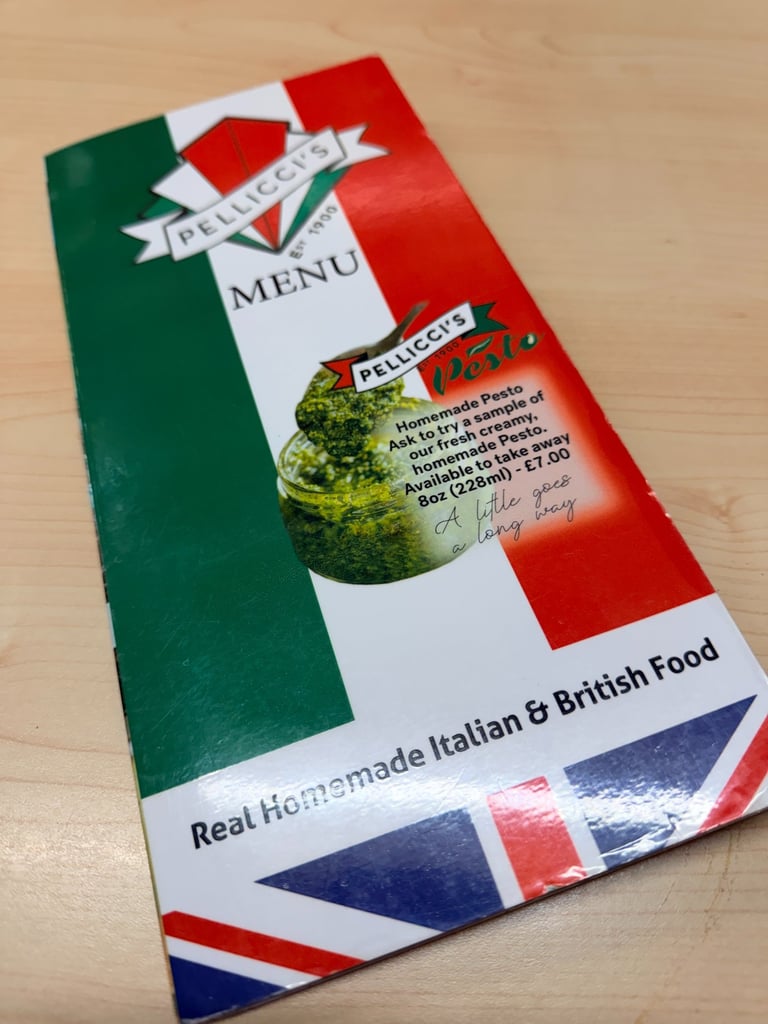 PELLICCI'S
EST 1900
MENU
PELLICCI'S
EST 1900
Pesto
Homemade Pesto
Ask to try a sample of
our fresh creamy,
homemade Pesto.
Available to take away
8oz (228ml) - £7.00
A little goes
a long way
Real Homemade Italian & British Food